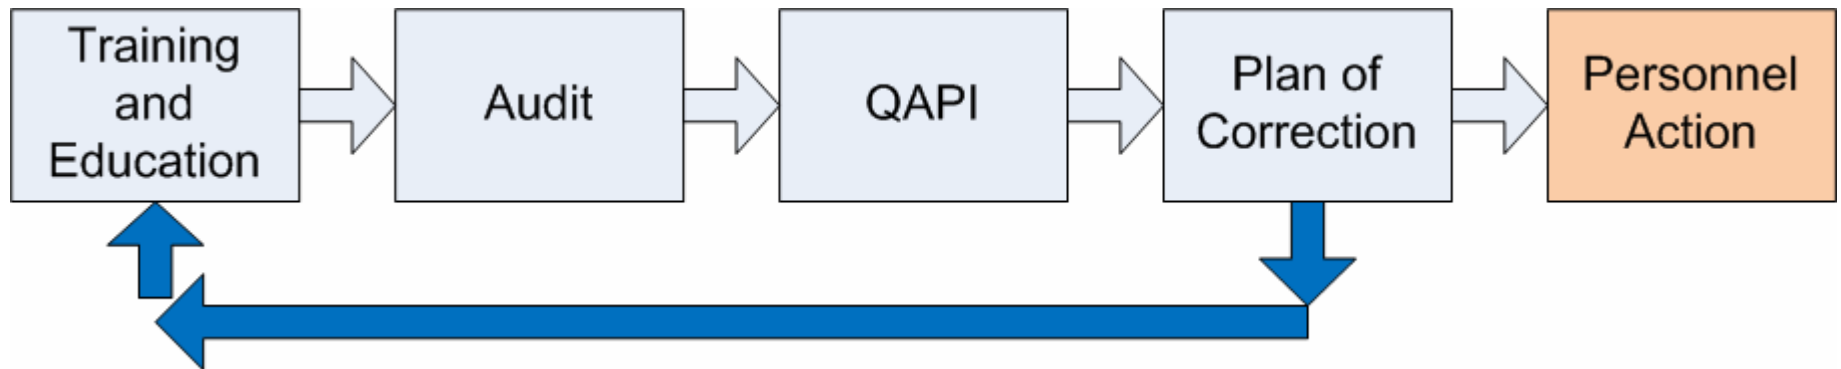 Training
and
Education
Audit
QAPI
Plan of
Correction
Personnel
Action